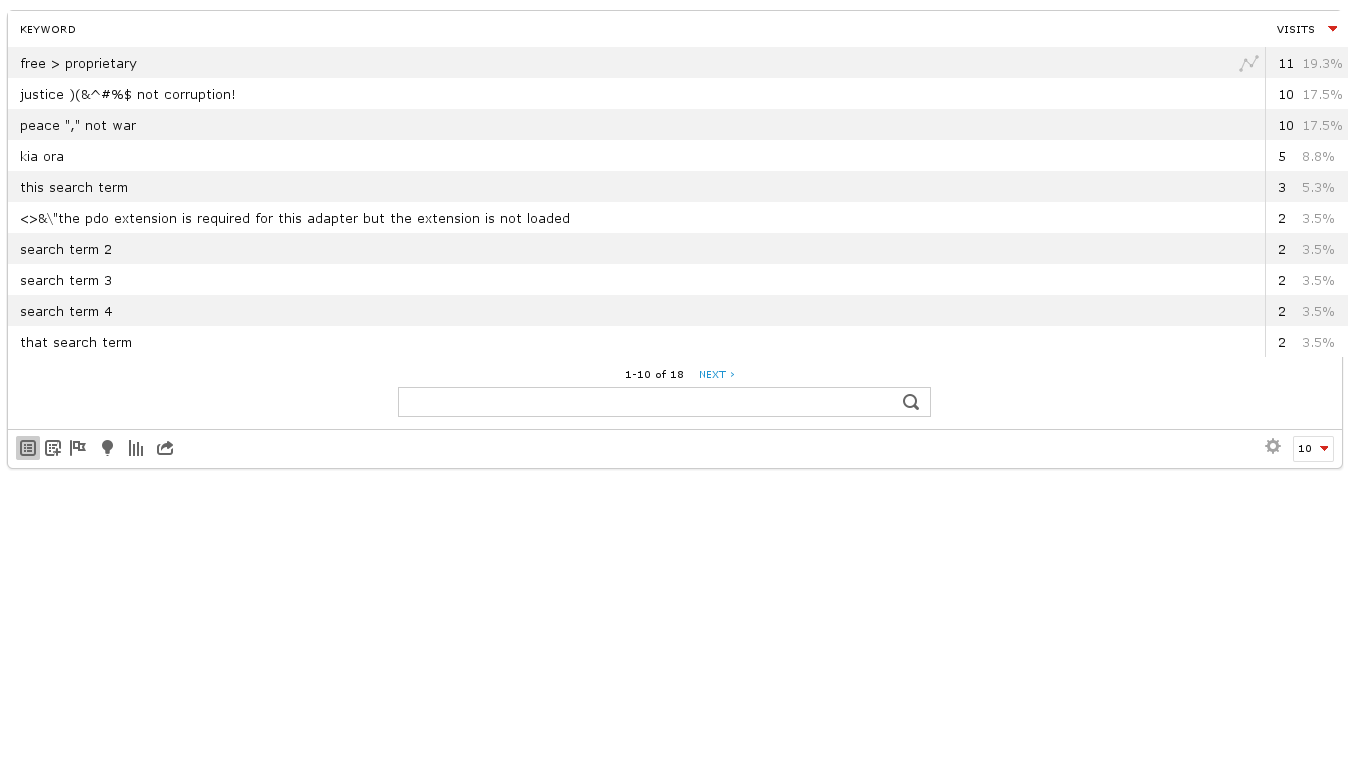 KEYWORD VISITS
free > proprietary 11 19.3%
justice )(&^#%$ not corruption! 10 17.5%
peace "," not war 10 17.5%
kia ora 5 8.8%
this search term 3 5.3%
<>&\"the pdo extension is required for this adapter but the extension is not loaded 2 3.5%
search term 2 2 3.5%
search term 3 2 3.5%
search term 4 2 3.5%
that search term 2 3.5%
1-10 of 18 NEXT ›
10